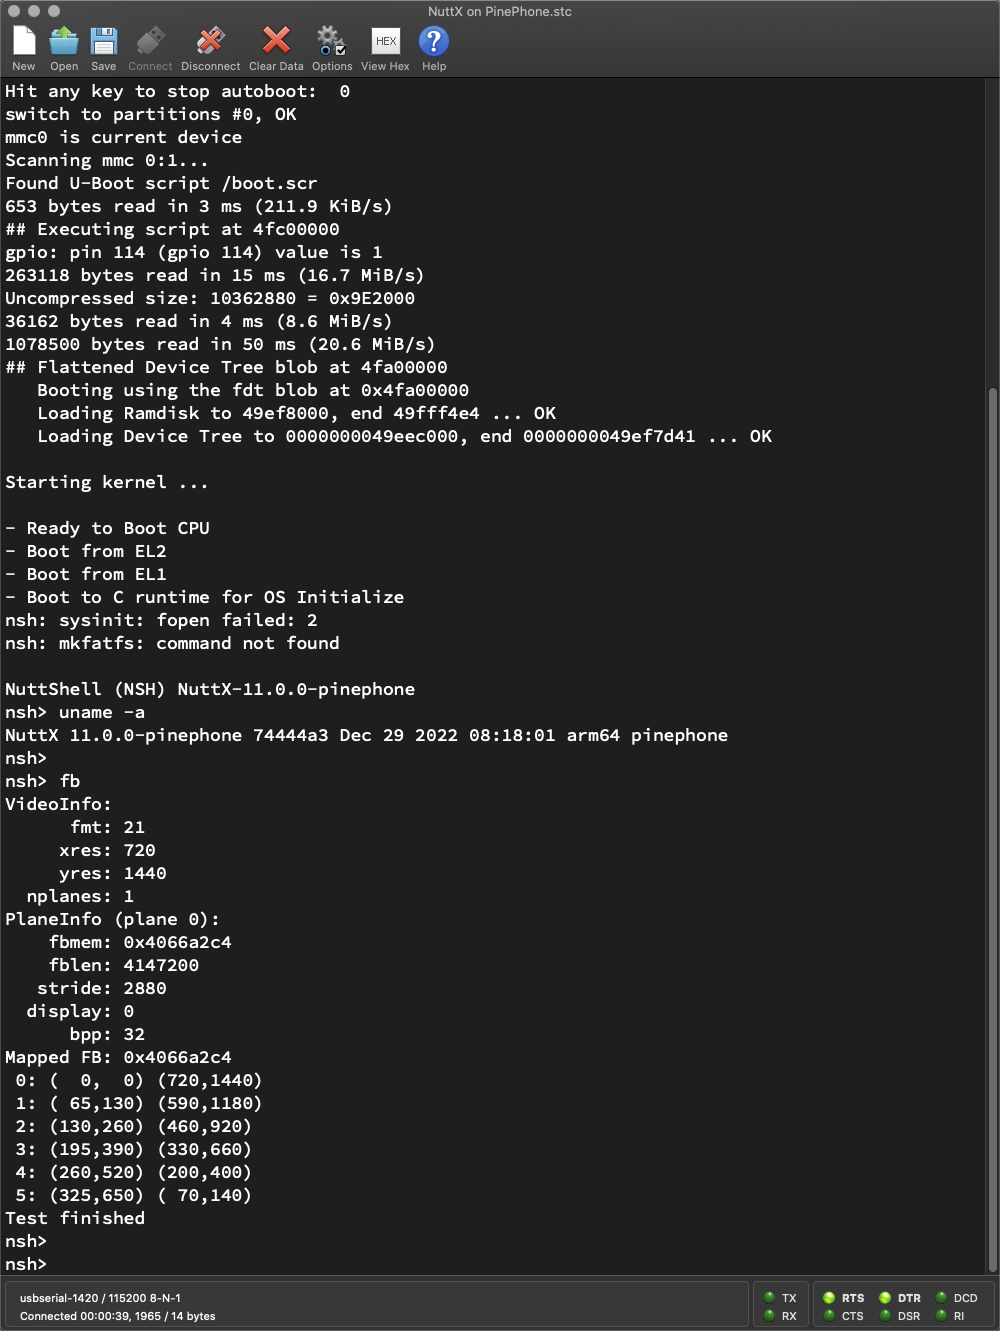 NuttX on PinePhone.stc
New Open Save Connect Disconnect Clear Data Options View Hex Help
HEX
Hit any key to stop autoboot:  0
switch to partitions #0, OK
mmc0 is current device
Scanning mmc 0:1...
Found U-Boot script /boot.scr
653 bytes read in 3 ms (211.9 KiB/s)
## Executing script at 4fc00000
gpio: pin 114 (gpio 114) value is 1
263118 bytes read in 15 ms (16.7 MiB/s)
Uncompressed size: 10362880 = 0x9E2000
36162 bytes read in 4 ms (8.6 MiB/s)
1078500 bytes read in 50 ms (20.6 MiB/s)
## Flattened Device Tree blob at 4fa00000
   Booting using the fdt blob at 0x4fa00000
   Loading Ramdisk to 49ef8000, end 49fff4e4 ... OK
   Loading Device Tree to 0000000049eec000, end 0000000049ef7d41 ... OK
Starting kernel ...
- Ready to Boot CPU
- Boot from EL2
- Boot from EL1
- Boot to C runtime for OS Initialize
nsh: sysinit: fopen failed: 2
nsh: mkfatfs: command not found
NuttShell (NSH) NuttX-11.0.0-pinephone
nsh> uname -a
NuttX 11.0.0-pinephone 74444a3 Dec 29 2022 08:18:01 arm64 pinephone
nsh>
nsh> fb
VideoInfo:
      fmt: 21
     xres: 720
     yres: 1440
  nplanes: 1
PlaneInfo (plane 0):
    fbmem: 0x4066a2c4
    fblen: 4147200
   stride: 2880
  display: 0
      bpp: 32
Mapped FB: 0x4066a2c4
 0: (  0,  0) (720,1440)
 1: ( 65,130) (590,1180)
 2: (130,260) (460,920)
 3: (195,390) (330,660)
 4: (260,520) (200,400)
 5: (325,650) ( 70,140)
Test finished
nsh>
nsh>
usbserial-1420 / 115200 8-N-1
TX RTS DTR DCD
Connected 00:00:39, 1965 / 14 bytes
RX CTS DSR RI